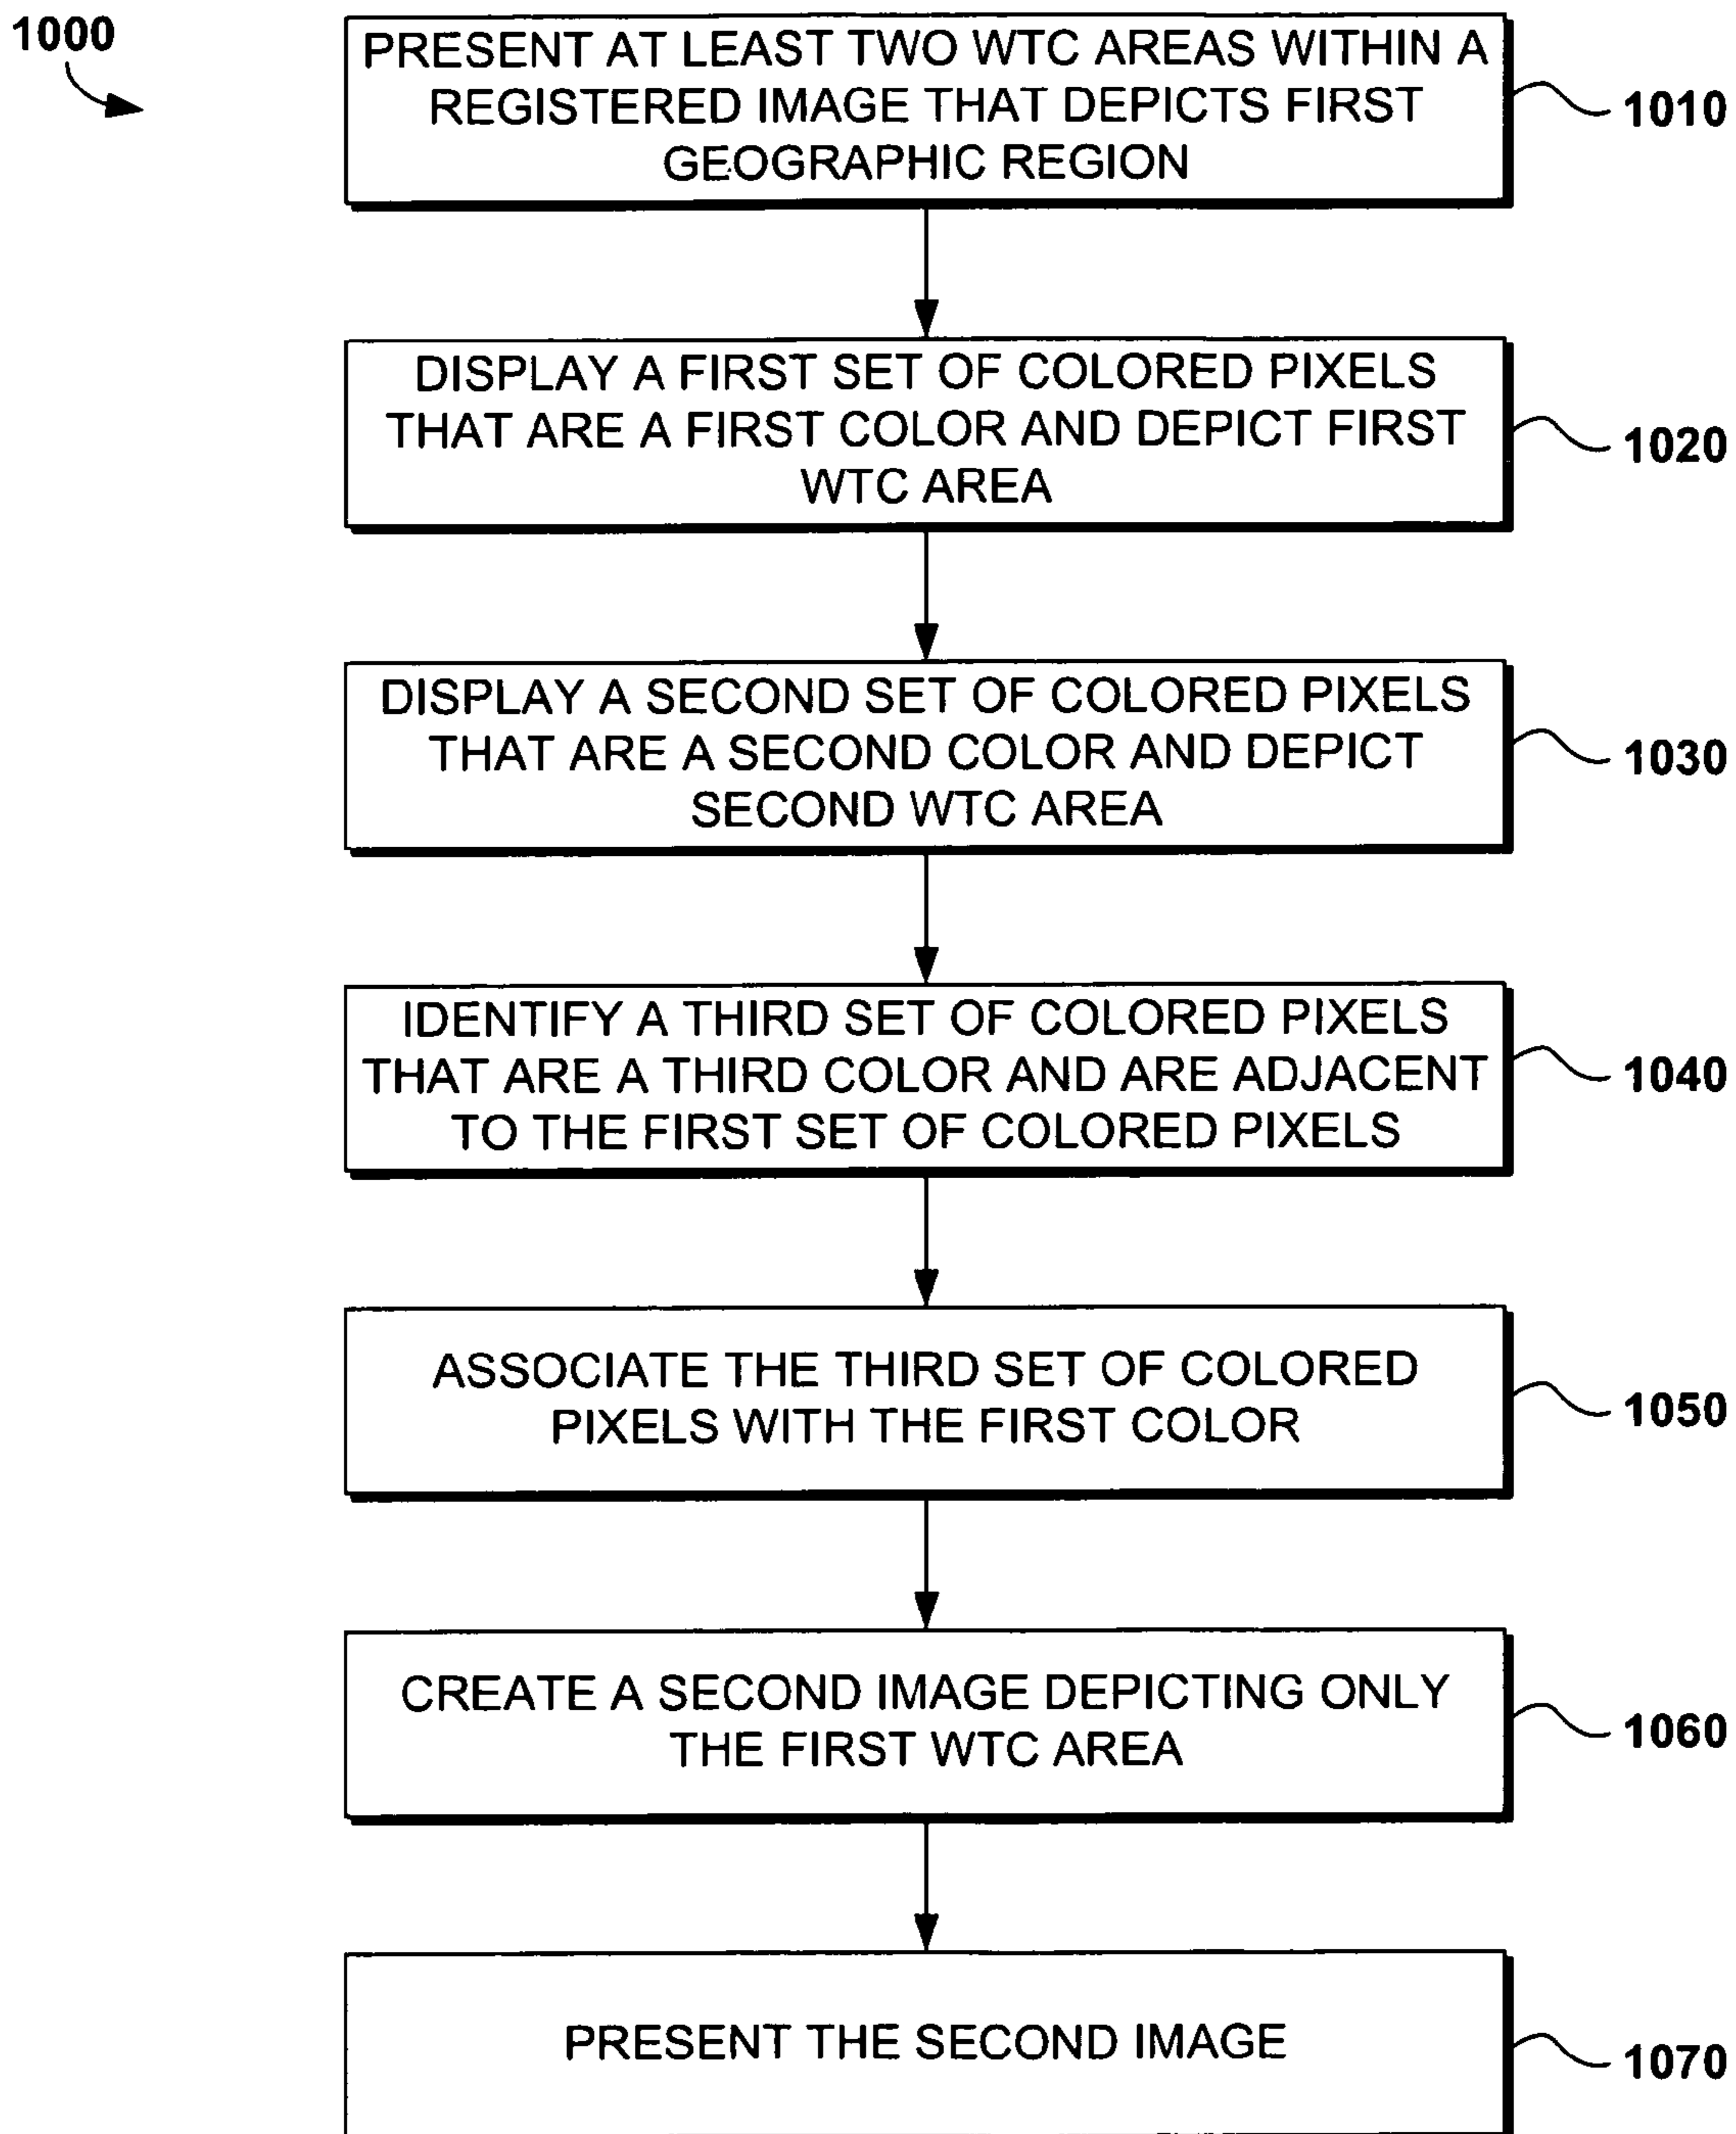 1000
PRESENT AT LEAST TWO WTC AREAS WITHIN A
REGISTERED IMAGE THAT DEPICTS FIRST
GEOGRAPHIC REGION
1010
DISPLAY A FIRST SET OF COLORED PIXELS
THAT ARE A FIRST COLOR AND DEPICT FIRST
WTC AREA
1020
DISPLAY A SECOND SET OF COLORED PIXELS
THAT ARE A SECOND COLOR AND DEPICT
SECOND WTC AREA
1030
IDENTIFY A THIRD SET OF COLORED PIXELS
THAT ARE A THIRD COLOR AND ARE ADJACENT
TO THE FIRST SET OF COLORED PIXELS
1040
ASSOCIATE THE THIRD SET OF COLORED
PIXELS WITH THE FIRST COLOR
1050
CREATE A SECOND IMAGE DEPICTING ONLY
THE FIRST WTC AREA
1060
PRESENT THE SECOND IMAGE
1070